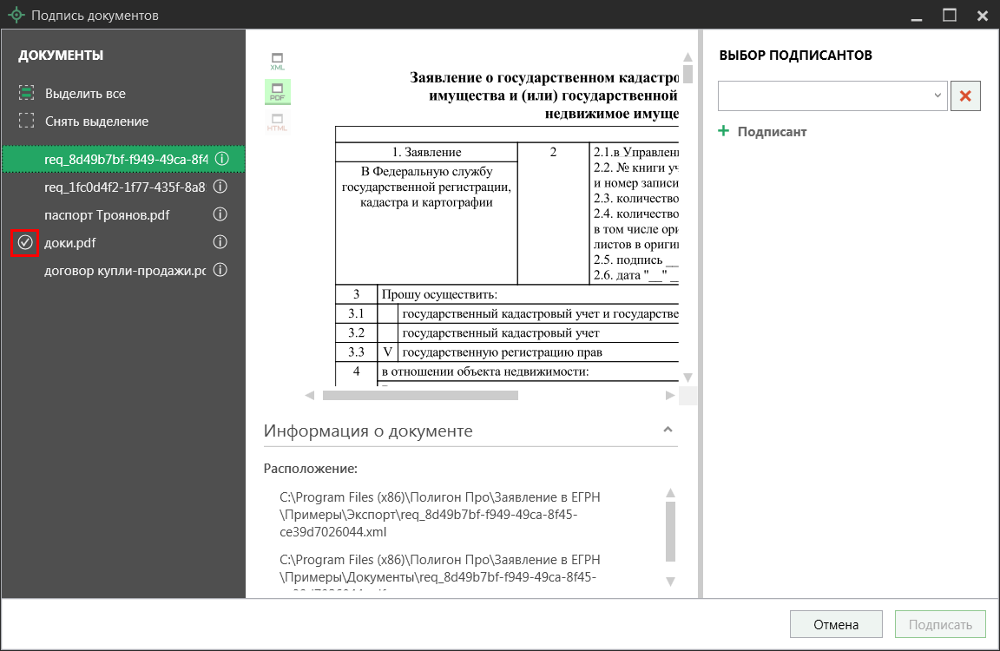 Подпись документов
ДОКУМЕНТЫ
Выделить все
Снять выделение
req_8d49b7bf-f949-49ca-8f4
req_1fc0d4f2-1f77-435f-8a8
паспорт Троянов.pdf
доки.pdf
договор купли-продажи.pd
XML
PDF
HTML
Заявление о государственном кадастро
имущества и (или) государственной
недвижимое имуще
1. Заявление
В Федеральную службу
государственной регистрации,
кадастра и картографии
2
2.1.в Управлен
2.2. № книги уч
и номер записи
2.3. количество
2.4. количество
в том числе ори
листов в ориги
2.5. подпись __
2.6. дата "__" _
3 Прошу осуществить:
3.1 государственный кадастровый учет и государстве
3.2 государственный кадастровый учет
3.3 V государственную регистрацию прав
4 в отношении объекта недвижимости:
Информация о документе
Расположение:
C:\Program Files (x86)\Полигон Про\Заявление в ЕГРН
\Примеры\Экспорт\req_8d49b7bf-f949-49ca-8f45-
ce39d7026044.xml
C:\Program Files (x86)\Полигон Про\Заявление в ЕГРН
\Примеры\Документы\req_8d49b7bf-f949-49ca-8f45-
ВЫБОР ПОДПИСАНТОВ
+ Подписант
Отмена
Подписать